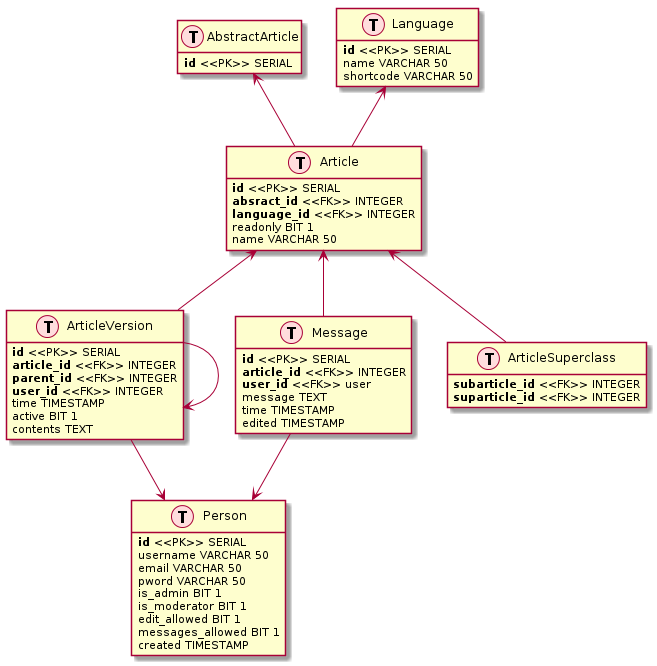 T AbstractArticle
id <<PK>> SERIAL
T Language
id <<PK>> SERIAL
name VARCHAR 50
shortcode VARCHAR 50
T Article
id <<PK>> SERIAL
absract_id <<FK>> INTEGER
language_id <<FK>> INTEGER
readonly BIT 1
name VARCHAR 50
T ArticleVersion
id <<PK>> SERIAL
article_id <<FK>> INTEGER
parent_id <<FK>> INTEGER
user_id <<FK>> INTEGER
time TIMESTAMP
active BIT 1
contents TEXT
T Message
id <<PK>> SERIAL
article_id <<FK>> INTEGER
user_id <<FK>> user
message TEXT
time TIMESTAMP
edited TIMESTAMP
T ArticleSuperclass
subarticle_id <<FK>> INTEGER
suparticle_id <<FK>> INTEGER
T Person
id <<PK>> SERIAL
username VARCHAR 50
email VARCHAR 50
pword VARCHAR 50
is_admin BIT 1
is_moderator BIT 1
edit_allowed BIT 1
messages_allowed BIT 1
created TIMESTAMP